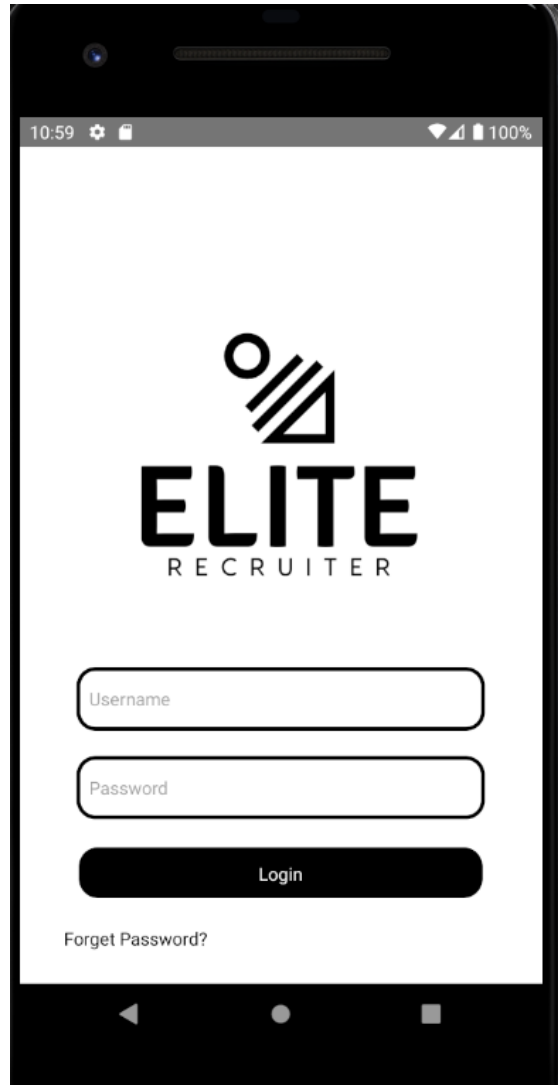 10:59 100%
ELITE
RECRUITER
Username
Password
Login
Forget Password?